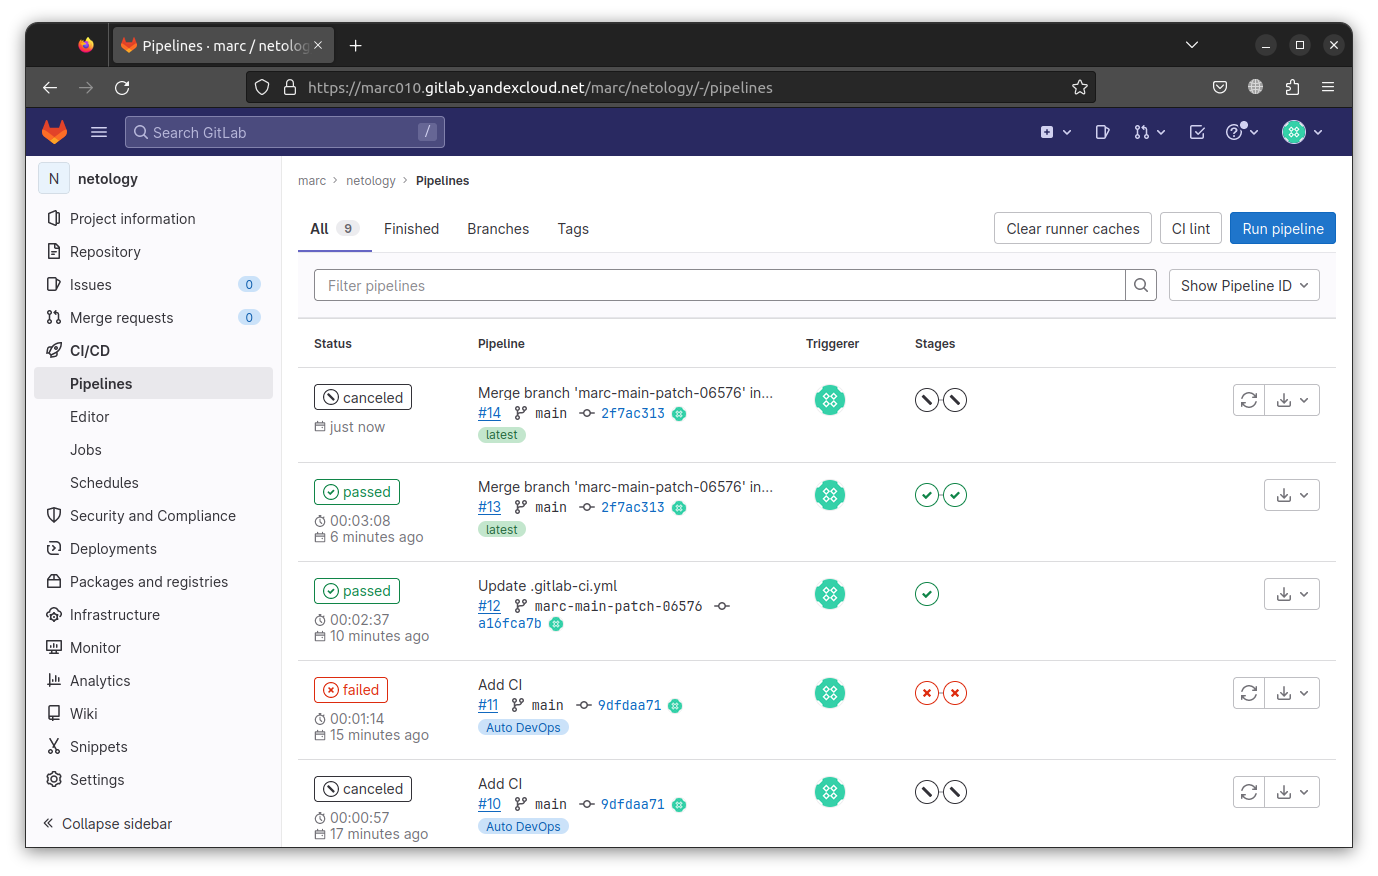 Pipelines · marc / netolog
https://marc010.gitlab.yandexcloud.net/marc/netology/-/pipelines
Search GitLab /
N netology
Project information
Repository
Issues 0
Merge requests 0
CI/CD
Pipelines
Editor
Jobs
Schedules
Security and Compliance
Deployments
Packages and registries
Infrastructure
Monitor
Analytics
Wiki
Snippets
Settings
Collapse sidebar
marc › netology › Pipelines
All 9 Finished Branches Tags
Clear runner caches CI lint Run pipeline
Filter pipelines Show Pipeline ID
Status Pipeline Triggerer Stages
canceled
just now
Merge branch 'marc-main-patch-06576' in...
#14 main 2f7ac313
latest
passed
00:03:08
6 minutes ago
Merge branch 'marc-main-patch-06576' in...
#13 main 2f7ac313
latest
passed
00:02:37
10 minutes ago
Update .gitlab-ci.yml
#12 marc-main-patch-06576
a16fca7b
failed
00:01:14
15 minutes ago
Add CI
#11 main 9dfdaa71
Auto DevOps
canceled
00:00:57
17 minutes ago
Add CI
#10 main 9dfdaa71
Auto DevOps